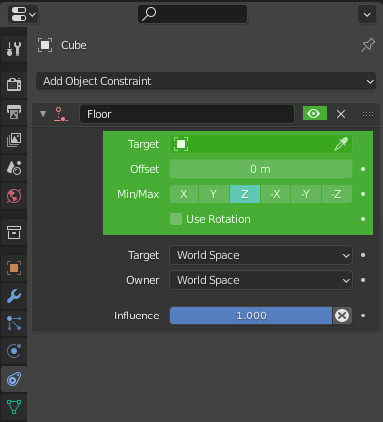 Cube
Add Object Constraint
Floor
Target
Offset 0 m
Min/Max X Y Z -X -Y -Z
Use Rotation
Target World Space
Owner World Space
Influence 1.000